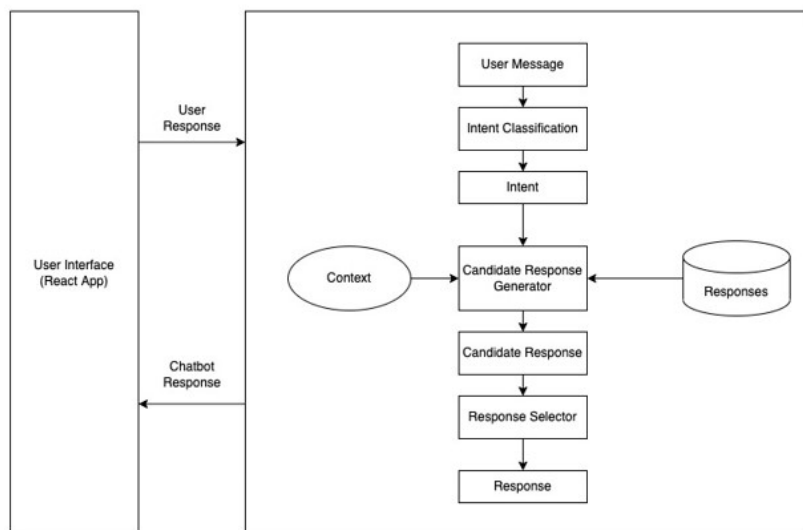 User Message
User
Response
Intent Classification
Intent
User Interface
(React App)
Context
Candidate Response
Generator
Responses
Chatbot
Response
Candidate Response
Response Selector
Response